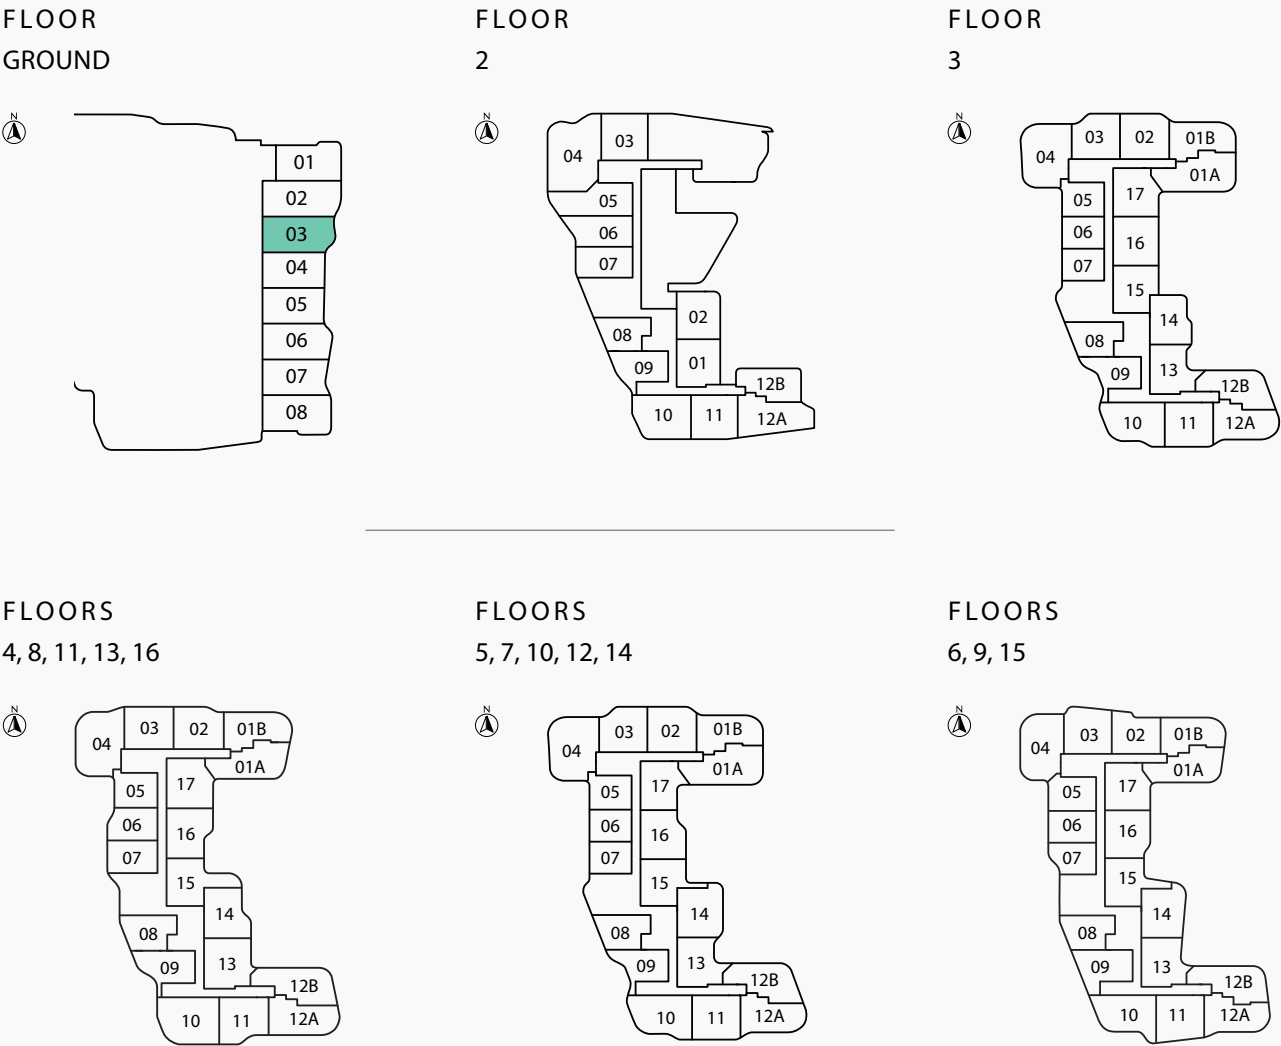 FLOOR
GROUND
N
01
02
03
04
05
06
07
08
FLOOR
2
N
03
04
05
06
07
02
08
01
09
12B
10
11
12A
FLOOR
3
N
03
02
01B
04
01A
17
05
06
16
07
15
14
08
13
09
12B
10
11
12A
FLOORS
4, 8, 11, 13, 16
N
03
02
01B
04
01A
17
05
06
16
07
15
14
08
13
09
12B
10
11
12A
FLOORS
5, 7, 10, 12, 14
N
03
02
01B
04
01A
17
05
06
16
07
15
14
08
13
09
12B
10
11
12A
FLOORS
6, 9, 15
N
03
02
01B
04
01A
17
05
06
16
07
15
14
08
13
09
12B
10
11
12A